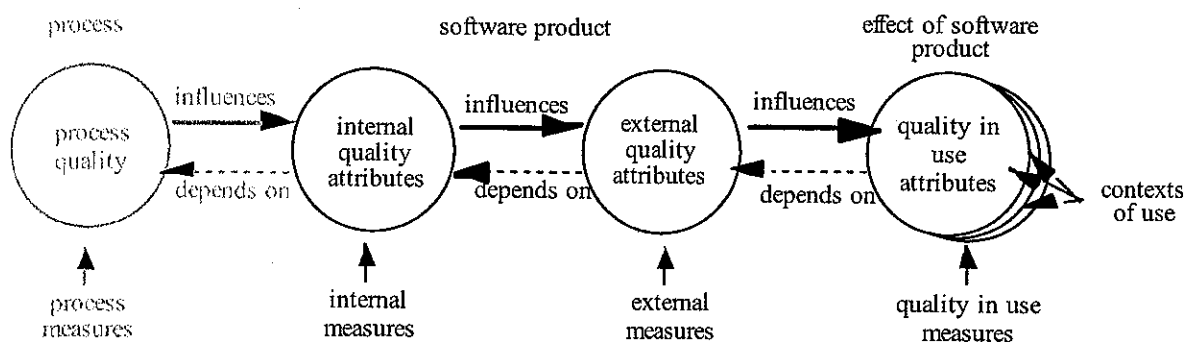 process
software product
effect of software
product
influences
influences
influences
process
quality
internal
quality
attributes
external
quality
attributes
quality in
use
attributes
depends on
depends on
depends on
contexts
of use
process
measures
internal
measures
external
measures
quality in use
measures